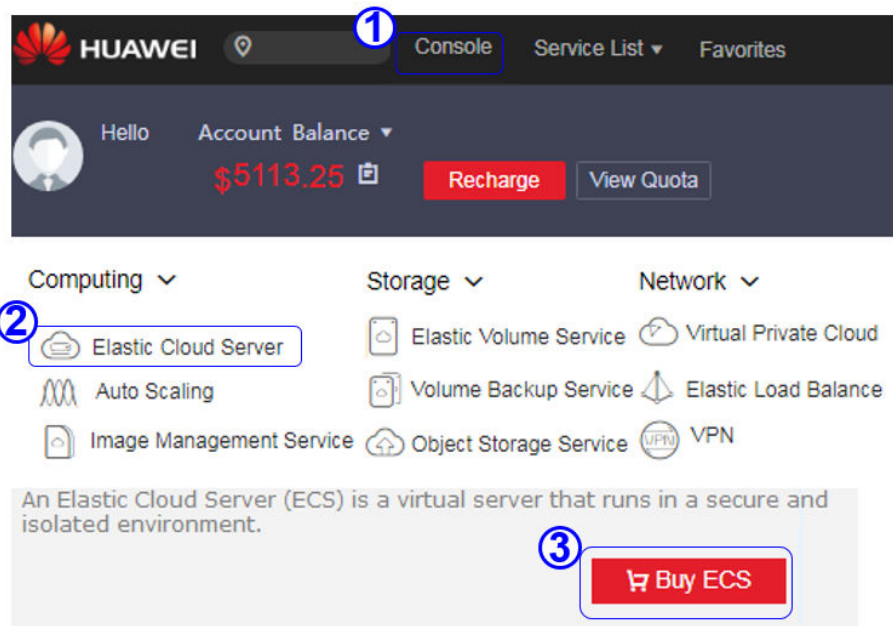 1
HUAWEI Console Service List Favorites
Hello Account Balance
$5113.25 Recharge View Quota
Computing Storage Network
2
Elastic Cloud Server Elastic Volume Service Virtual Private Cloud
Auto Scaling Volume Backup Service Elastic Load Balance
Image Management Service Object Storage Service VPN VPN
An Elastic Cloud Server (ECS) is a virtual server that runs in a secure and
isolated environment.
3
Buy ECS